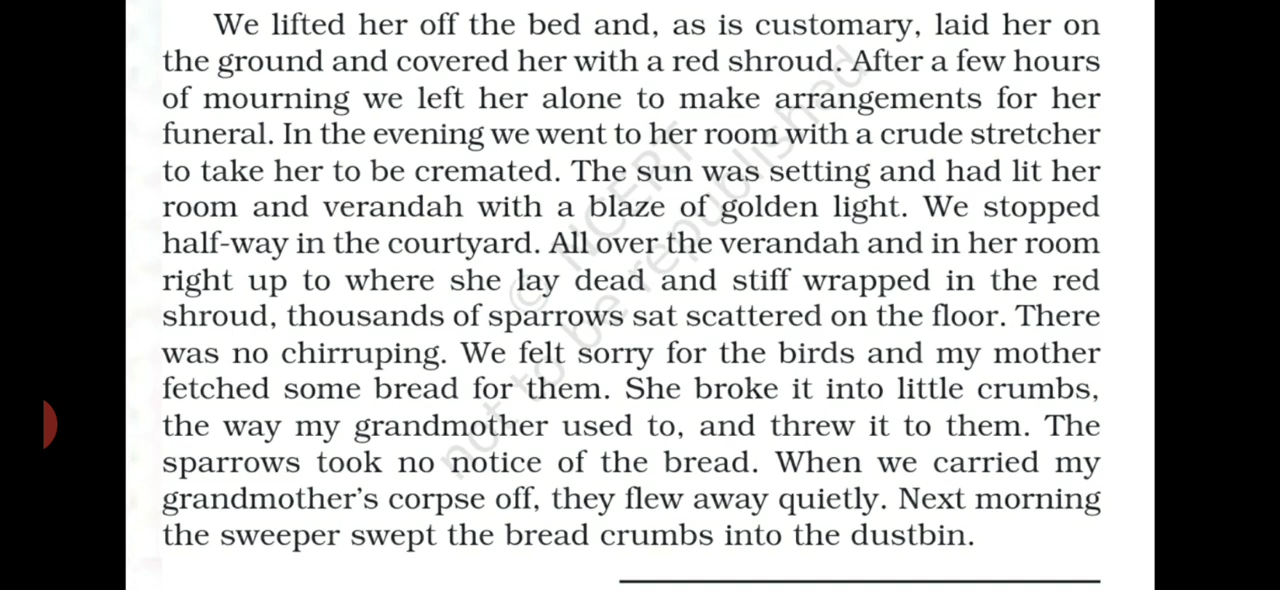 We lifted her off the bed and, as is customary, laid her on
the ground and covered her with a red shroud. After a few hours
of mourning we left her alone to make arrangements for her
funeral. In the evening we went to her room with a crude stretcher
to take her to be cremated. The sun was setting and had lit her
room and verandah with a blaze of golden light. We stopped
half-way in the courtyard. All over the verandah and in her room
right up to where she lay dead and stiff wrapped in the red
shroud, thousands of sparrows sat scattered on the floor. There
was no chirruping. We felt sorry for the birds and my mother
fetched some bread for them. She broke it into little crumbs,
the way my grandmother used to, and threw it to them. The
sparrows took no notice of the bread. When we carried my
grandmother’s corpse off, they flew away quietly. Next morning
the sweeper swept the bread crumbs into the dustbin.
© NCERT
not to be republished